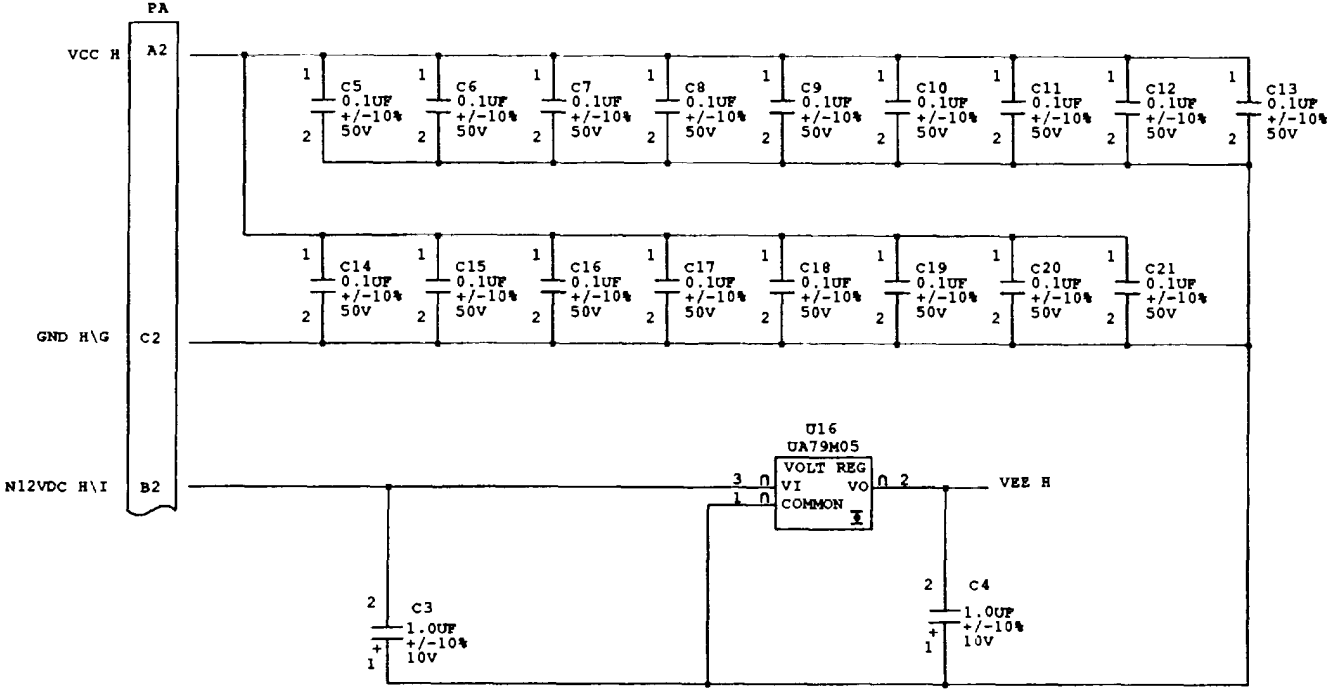 PA
VCC H A2
1 C5 0.1UF +/-10% 50V 2
1 C6 0.1UF +/-10% 50V 2
1 C7 0.1UF +/-10% 50V 2
1 C8 0.1UF +/-10% 50V 2
1 C9 0.1UF +/-10% 50V 2
1 C10 0.1UF +/-10% 50V 2
1 C11 0.1UF +/-10% 50V 2
1 C12 0.1UF +/-10% 50V 2
1 C13 0.1UF +/-10% 50V 2
1 C14 0.1UF +/-10% 50V 2
1 C15 0.1UF +/-10% 50V 2
1 C16 0.1UF +/-10% 50V 2
1 C17 0.1UF +/-10% 50V 2
1 C18 0.1UF +/-10% 50V 2
1 C19 0.1UF +/-10% 50V 2
1 C20 0.1UF +/-10% 50V 2
1 C21 0.1UF +/-10% 50V 2
GND H\G C2
U16
UA79M05
VOLT REG
N12VDC H\I B2
3 VI VO 2 VEE H
1 COMMON
2 C3 1.0UF +/-10% 10V + 1
2 C4 1.0UF +/-10% 10V + 1